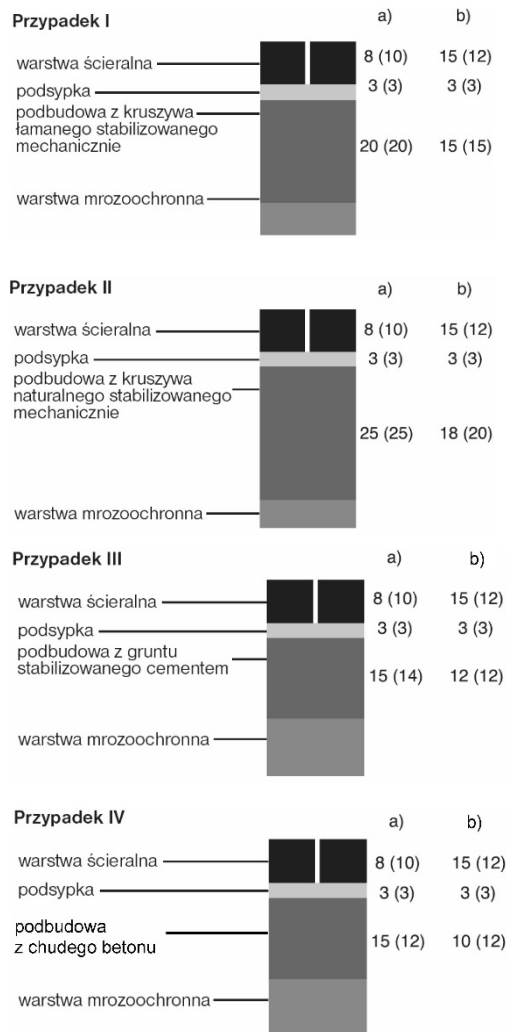 Przypadek I
a) b)
warstwa ścieralna 8 (10) 15 (12)
podsypka 3 (3) 3 (3)
podbudowa z kruszywa
łamanego stabilizowanego
mechanicznie 20 (20) 15 (15)
warstwa mrozoochronna
Przypadek II
a) b)
warstwa ścieralna 8 (10) 15 (12)
podsypka 3 (3) 3 (3)
podbudowa z kruszywa
naturalnego stabilizowanego
mechanicznie
25 (25) 18 (20)
warstwa mrozoochronna
Przypadek III a) b)
warstwa ścieralna 8 (10) 15 (12)
podsypka 3 (3) 3 (3)
podbudowa z gruntu
stabilizowanego cementem 15 (14) 12 (12)
warstwa mrozoochronna
Przypadek IV a) b)
warstwa ścieralna 8 (10) 15 (12)
podsypka 3 (3) 3 (3)
podbudowa
z chudego betonu 15 (12) 10 (12)
warstwa mrozoochronna